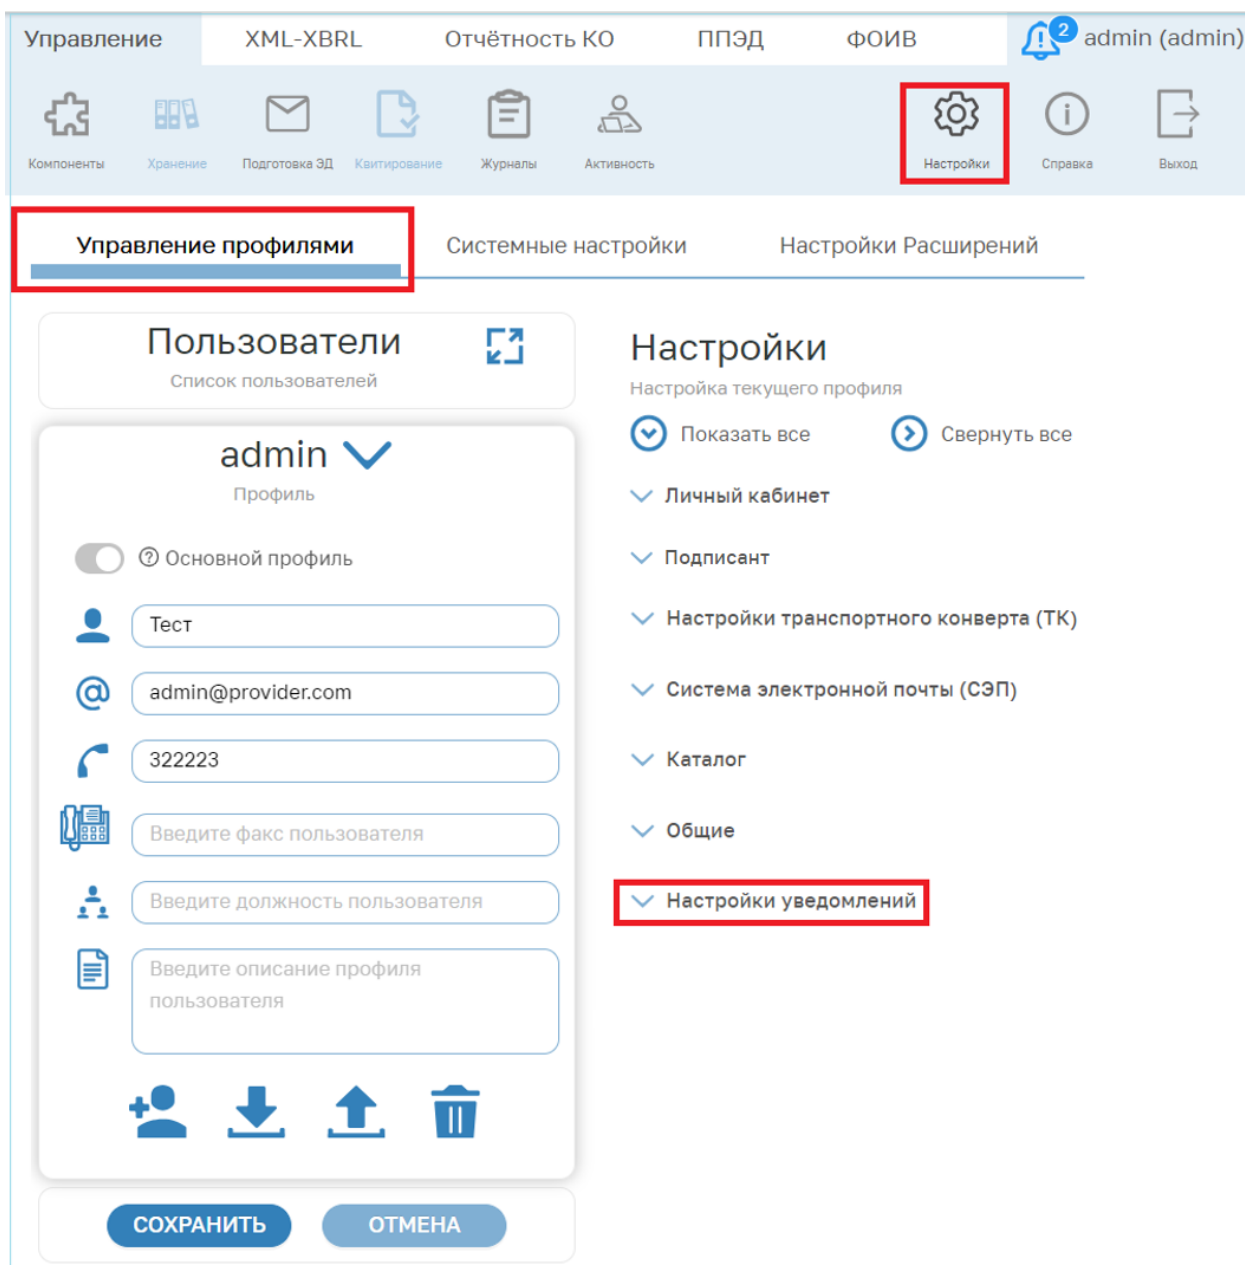 Управление XML-XBRL Отчётность КО ППЭД ФОИВ 2 admin (admin)
Компоненты Хранение Подготовка ЭД Квитирование Журналы Активность Настройки Справка Выход
Управление профилями Системные настройки Настройки Расширений
Пользователи
Список пользователей
admin
Профиль
Основной профиль
Тест
admin@provider.com
322223
Введите факс пользователя
Введите должность пользователя
Введите описание профиля
пользователя
СОХРАНИТЬ ОТМЕНА
Настройки
Настройка текущего профиля
Показать все Свернуть все
Личный кабинет
Подписант
Настройки транспортного конверта (ТК)
Система электронной почты (СЭП)
Каталог
Общие
Настройки уведомлений